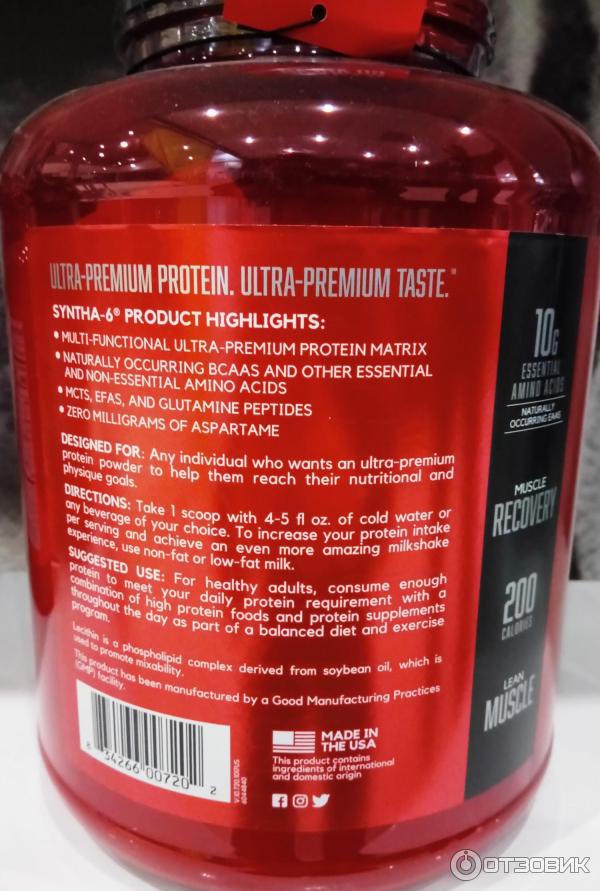 ULTRA-PREMIUM PROTEIN. ULTRA-PREMIUM TASTE.™
SYNTHA-6® PRODUCT HIGHLIGHTS:
• MULTI-FUNCTIONAL ULTRA-PREMIUM PROTEIN MATRIX
• NATURALLY OCCURRING BCAAS AND OTHER ESSENTIAL
AND NON-ESSENTIAL AMINO ACIDS
• MCTS, EFAS, AND GLUTAMINE PEPTIDES
• ZERO MILLIGRAMS OF ASPARTAME
DESIGNED FOR: Any individual who wants an ultra-premium
protein powder to help them reach their nutritional and
physique goals.
DIRECTIONS: Take 1 scoop with 4-5 fl oz. of cold water or
any beverage of your choice. To increase your protein intake
per serving and achieve an even more amazing milkshake
experience, use non-fat or low-fat milk.
SUGGESTED USE: For healthy adults, consume enough
protein to meet your daily protein requirement with a
combination of high protein foods and protein supplements
throughout the day as part of a balanced diet and exercise
program.
Lecithin is a phospholipid complex derived from soybean oil, which is
used to promote mixability.
This product has been manufactured by a Good Manufacturing Practices
(GMP) facility.
8 34266 00720 2
V.10.720.101FUS
6044840
MADE IN
THE USA
This product contains
ingredients of international
and domestic origin
10G
ESSENTIAL
AMINO ACIDS
NATURALLY
OCCURRING EAAS
MUSCLE
RECOVERY
200
CALORIES
LEAN
MUSCLE
ОТЗОВИК